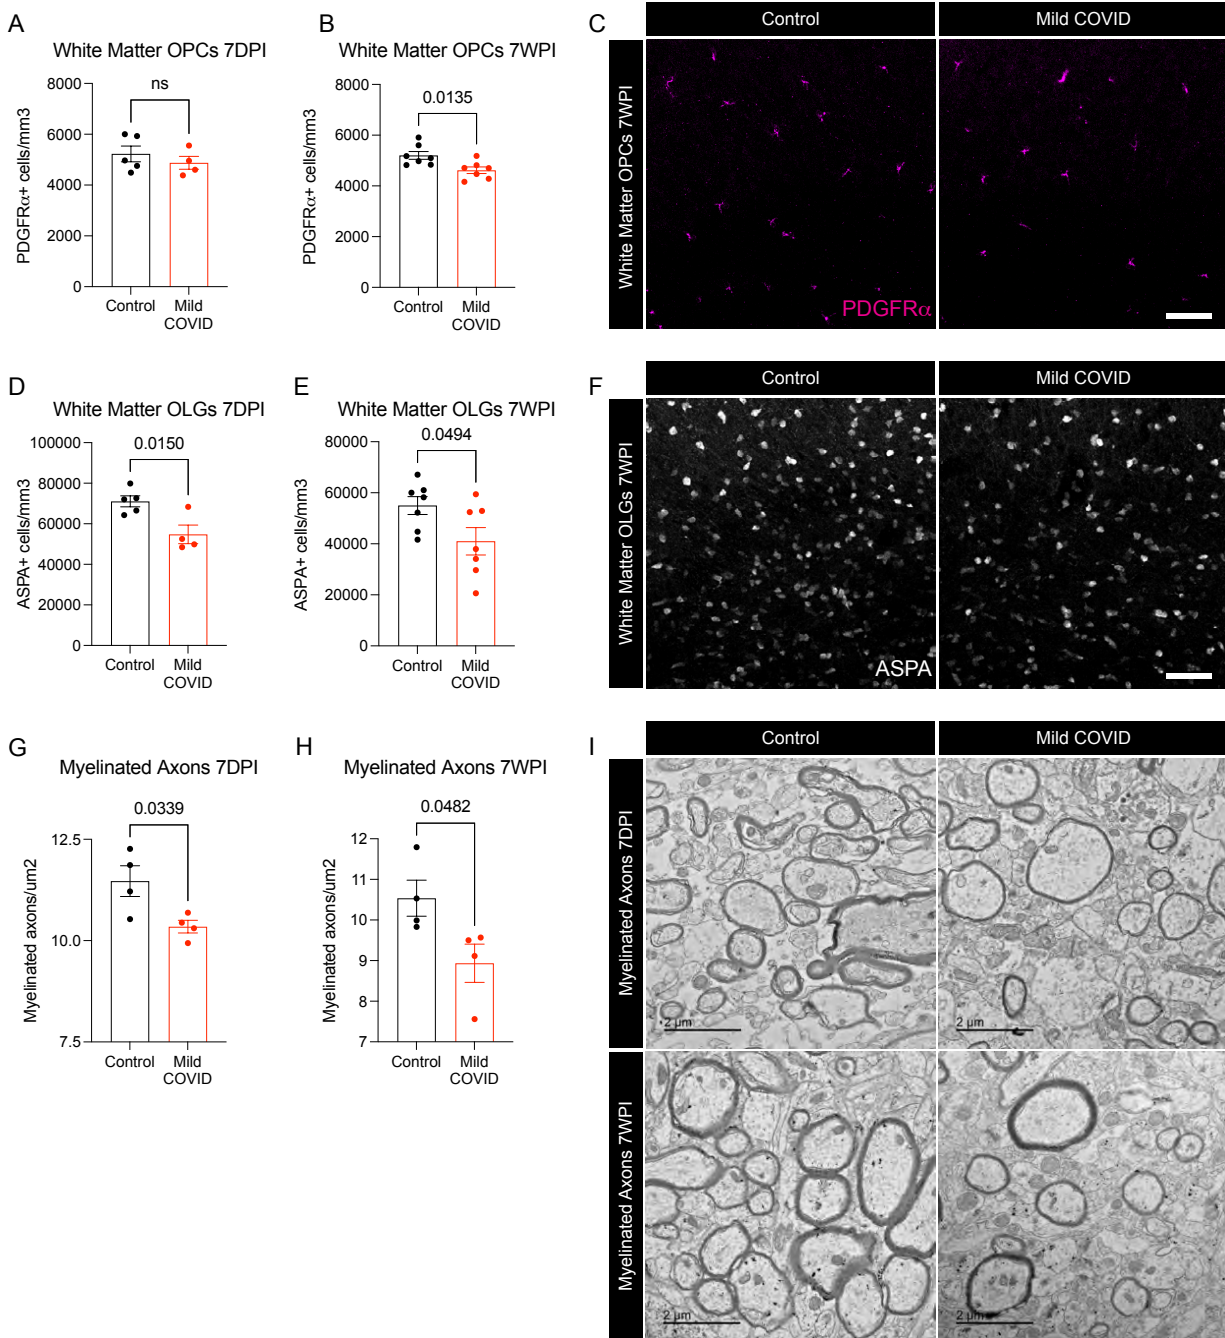 A
White Matter OPCs 7DPI
8000
6000
4000
2000
0
PDGFRα+ cells/mm3
ns
Control
Mild
COVID
B
White Matter OPCs 7WPI
8000
6000
4000
2000
0
PDGFRα+ cells/mm3
0.0135
Control
Mild
COVID
C
Control
Mild COVID
White Matter OPCs 7WPI
PDGFRα
D
White Matter OLGs 7DPI
100000
80000
60000
40000
20000
0
ASPA+ cells/mm3
0.0150
Control
Mild
COVID
E
White Matter OLGs 7WPI
80000
60000
40000
20000
0
ASPA+ cells/mm3
0.0494
Control
Mild
COVID
F
Control
Mild COVID
White Matter OLGs 7WPI
ASPA
G
Myelinated Axons 7DPI
12.5
10.0
7.5
Myelinated axons/um2
0.0339
Control
Mild
COVID
H
Myelinated Axons 7WPI
12
11
10
9
8
7
Myelinated axons/um2
0.0482
Control
Mild
COVID
I
Control
Mild COVID
Myelinated Axons 7DPI
2 µm
2 µm
Myelinated Axons 7WPI
2 µm
2 µm